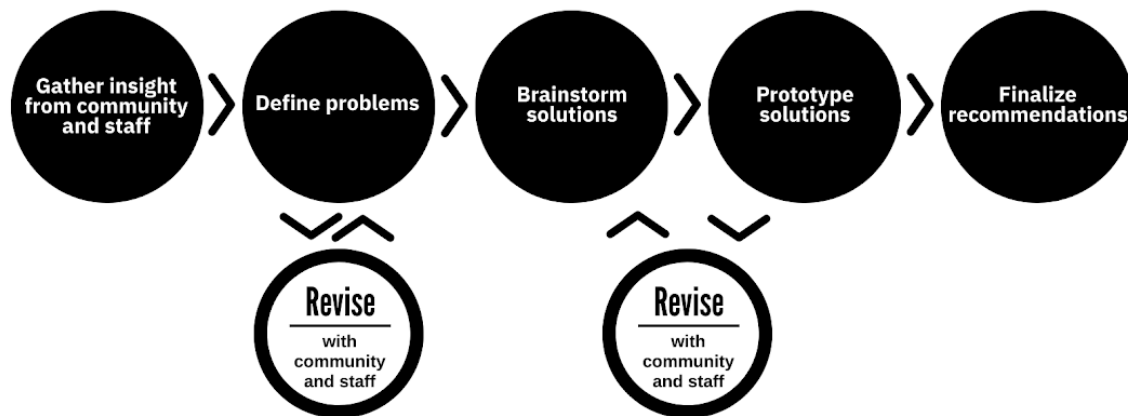 Gather insight
from community
and staff
Define problems
Brainstorm
solutions
Prototype
solutions
Finalize
recommendations
Revise
with
community
and staff
Revise
with
community
and staff